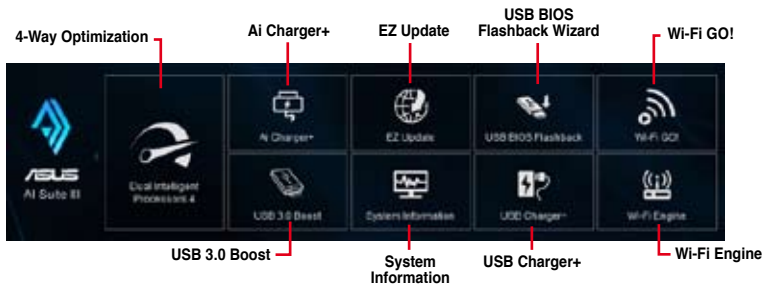 4-Way Optimization
Ai Charger+
EZ Update
USB BIOS
Flashback Wizard
Wi-Fi GO!
Ai Charger+
EZ Update
USB BIOS Flashback
Wi-Fi GO!
ASUS
AI Suite III
Dual Intelligent
Processors 4
USB 3.0 Boost
System Information
USB Charger+
Wi-Fi Engine
USB 3.0 Boost
System
Information
USB Charger+
Wi-Fi Engine